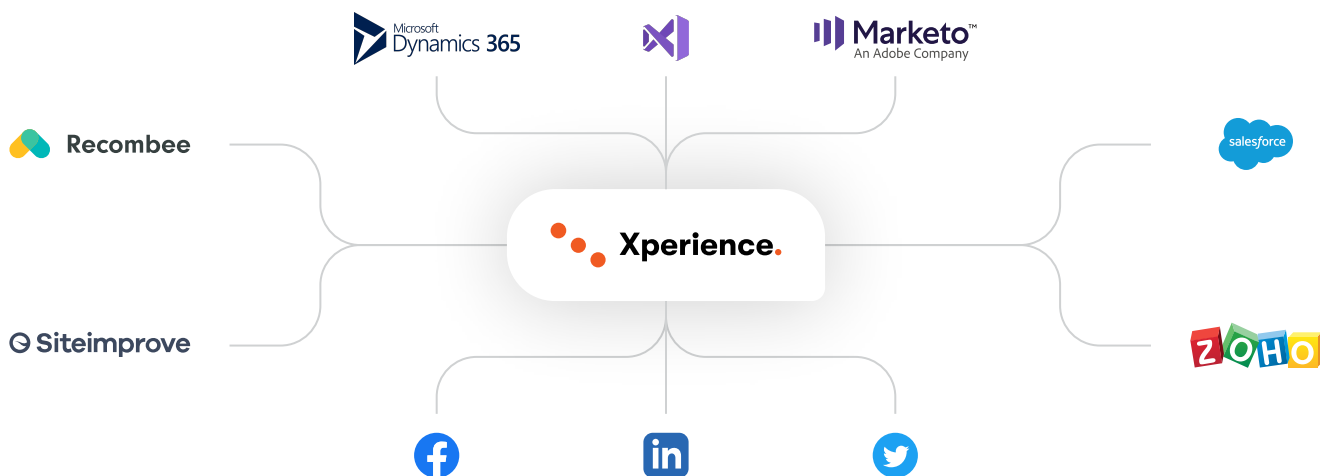 Microsoft
Dynamics 365
Marketo™
An Adobe Company
Recombee
salesforce
Xperience.
Siteimprove
ZOHO
in